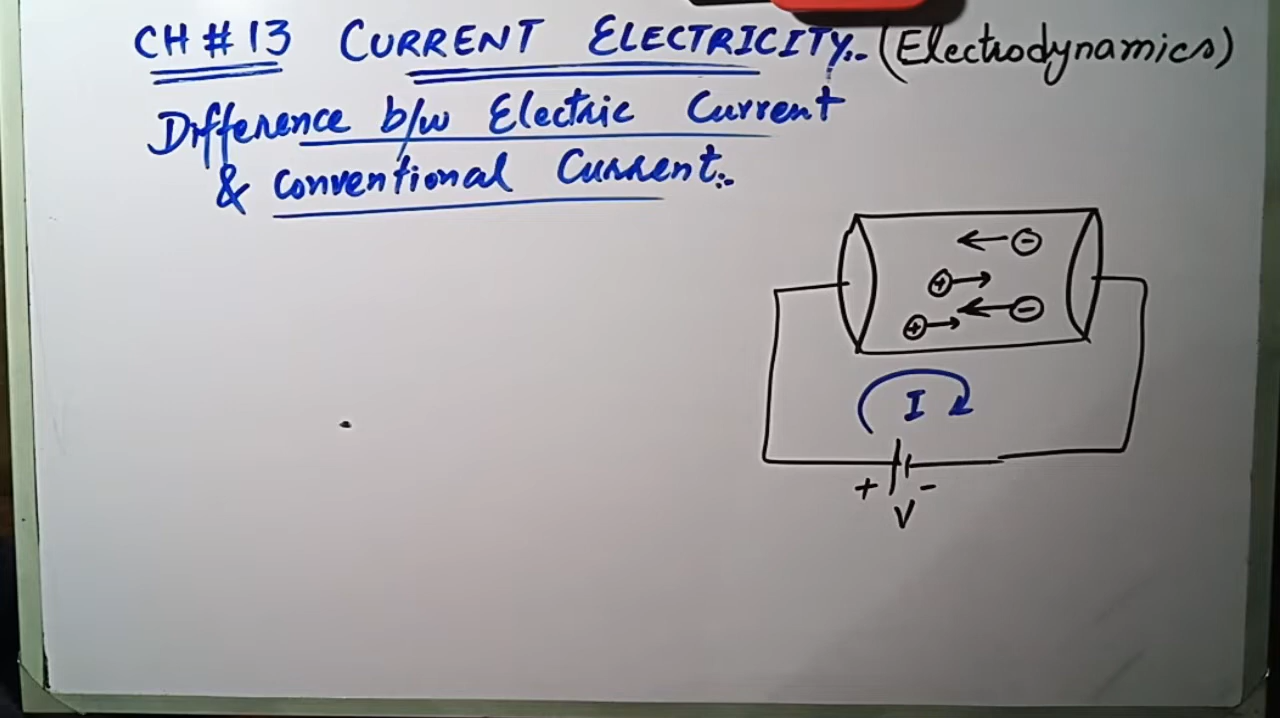 CH # 13 CURRENT ELECTRICITY.. (Electrodynamics)
Difference b/w Electric Current
& Conventional Current:.
-
+
-
+
I
+ -
V